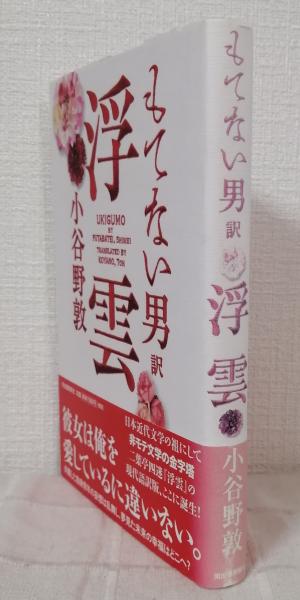 もてない男訳
浮雲
UKIGUMO
BY
FUTABATEI, SHIMEI
TRANSLATED BY
KOYANO, TON
小谷野敦
日本近代文学の祖にして
非モテ文学の金字塔
二葉亭四迷『浮雲』の
現代語訳版、ここに誕生!
彼女は俺を
愛しているに違いない。
もてない男訳
浮雲
小谷野敦